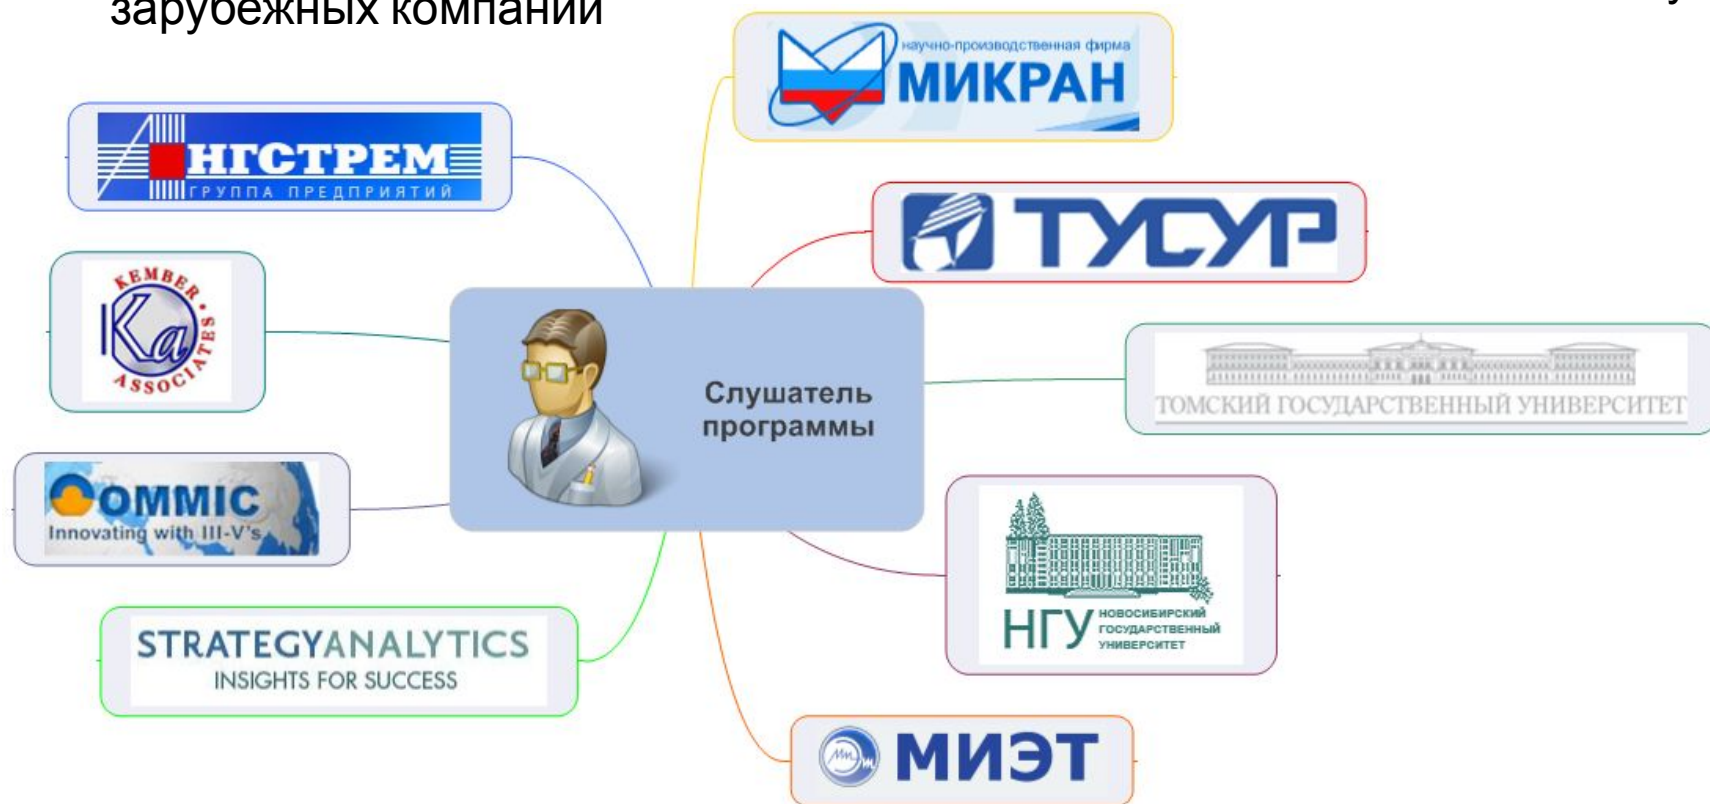 зарубежных компаний
научно-производственная фирма
МИКРАН
АНГСТРЕМ
ГРУППА ПРЕДПРИЯТИЙ
ТУСУР
KEMBER • ASSOCIATES
Ka
Слушатель
программы
ТОМСКИЙ ГОСУДАРСТВЕННЫЙ УНИВЕРСИТЕТ
OMMIC
Innovating with III-V's
НГУ
НОВОСИБИРСКИЙ
ГОСУДАРСТВЕННЫЙ
УНИВЕРСИТЕТ
STRATEGYANALYTICS
INSIGHTS FOR SUCCESS
МИЭТ